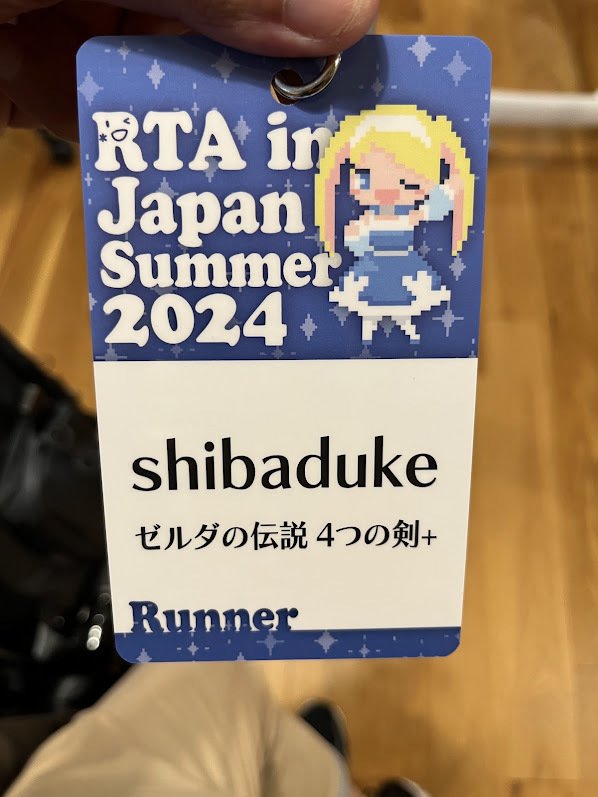 RTA in
Japan
Summer
2024
shibaduke
ゼルダの伝説 4つの剣+
Runner